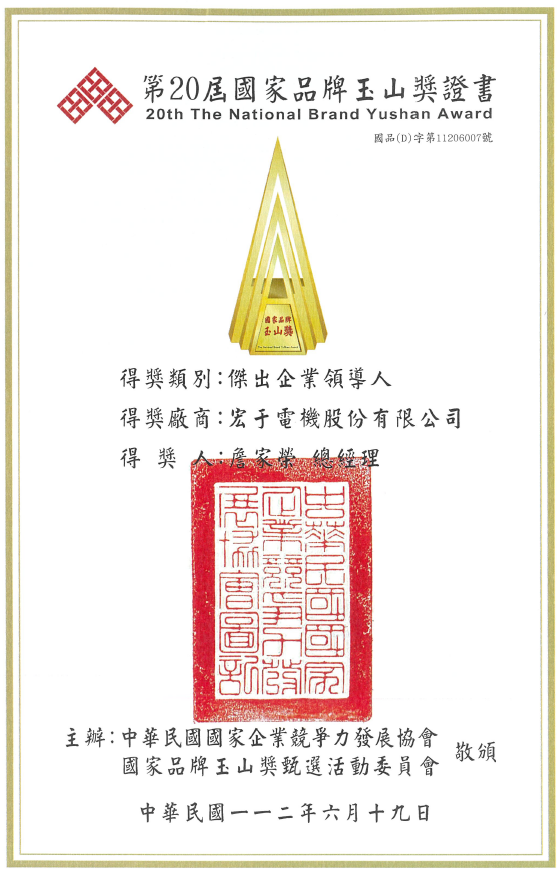 第20屆國家品牌玉山獎證書
20th The National Brand Yushan Award
國品(D)字第11206007號
國家品牌
玉山獎
得獎類別:傑出企業領導人
得獎廠商:宏于電機股份有限公司
得獎人:詹家榮 總經理
中華民國國家
企業競爭力發
展協會圖記
主辦:中華民國國家企業競爭力發展協會
國家品牌玉山獎甄選活動委員會
敬頒
中華民國一一二年六月十九日